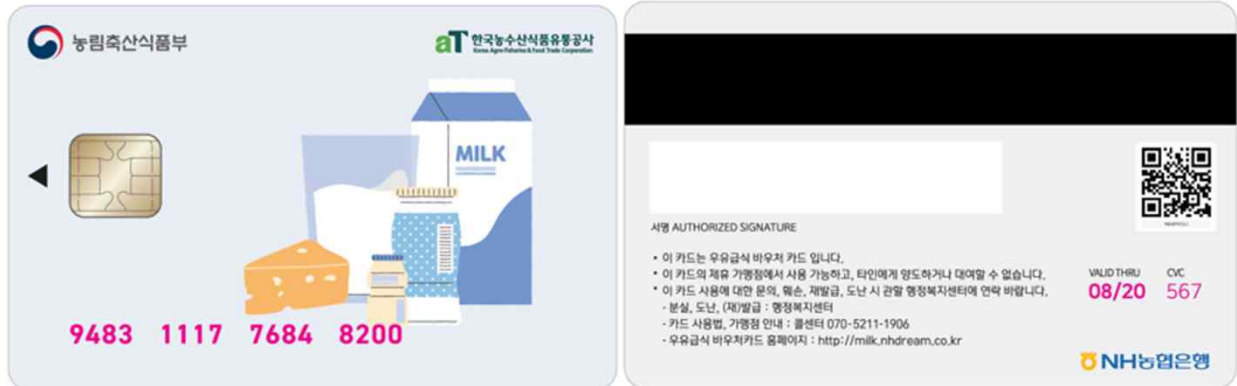 농림축산식품부
aT 한국농수산식품유통공사
Korea Agro-Fisheries & Food Trade Corporation
MILK
9483 1117 7684 8200
서명 AUTHORIZED SIGNATURE
• 이 카드는 우유급식 바우처 카드 입니다.
• 이 카드의 제휴 가맹점에서 사용 가능하고, 타인에게 양도하거나 대여할 수 없습니다.
• 이 카드 사용에 대한 문의, 훼손, 재발급, 도난 시 관할 행정복지센터에 연락 바랍니다.
- 분실, 도난, (재)발급 : 행정복지센터
- 카드 사용법, 가맹점 안내 : 콜센터 070-5211-1906
- 우유급식 바우처카드 홈페이지 : http://milk.nhdream.co.kr
VALID THRU CVC
08/20 567
NH농협은행